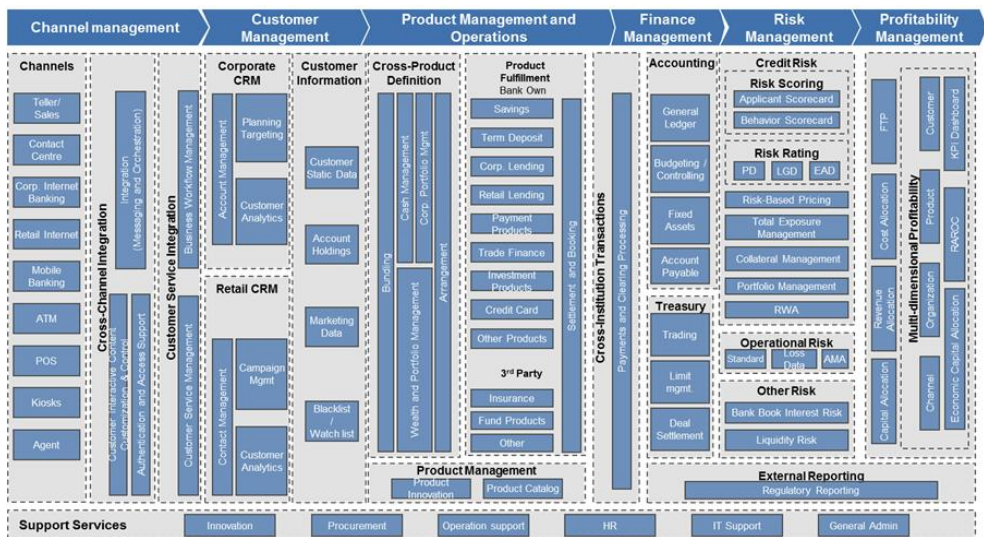 Channel management
Customer
Management
Product Management and
Operations
Finance
Management
Risk
Management
Profitability
Management
Channels
Teller/
Sales
Contact
Centre
Corp. Internet
Banking
Retail Internet
Mobile
Banking
ATM
POS
Kiosks
Agent
Cross-Channel Integration
Integration
(Messaging and Orchestration)
Customer Interactive Content
Customization & Control
Authentication and Access Support
Customer Service Integration
Business Workflow Management
Customer Service Management
Corporate
CRM
Account Management
Planning
Targeting
Customer
Analytics
Retail CRM
Contact Management
Campaign
Mgmt
Customer
Analytics
Customer
Information
Customer
Static Data
Account
Holdings
Marketing
Data
Blacklist
/
Watch list
Cross-Product
Definition
Bundling
Cash Management
Corp. Portfolio Mgmt
Wealth and Portfolio Management
Arrangement
Product
Fulfillment
Bank Own
Savings
Term Deposit
Corp. Lending
Retail Lending
Payment
Products
Trade Finance
Investment
Products
Credit Card
Other Products
3rd Party
Insurance
Fund Products
Other
Settlement and Booking
Product Management
Product
Innovation
Product Catalog
Cross-Institution Transactions
Payments and Clearing Processing
Accounting
General
Ledger
Budgeting /
Controlling
Fixed
Assets
Account
Payable
Treasury
Trading
Limit
mgmt.
Deal
Settlement
Credit Risk
Risk Scoring
Applicant Scorecard
Behavior Scorecard
Risk Rating
PD
LGD
EAD
Risk-Based Pricing
Total Exposure
Management
Collateral Management
Portfolio Management
RWA
Operational Risk
Standard
Loss
Data
AMA
Other Risk
Bank Book Interest Risk
Liquidity Risk
FTP
Cost Allocation
Revenue
Allocation
Capital Allocation
Multi-dimensional Profitability
Customer
Product
Organization
Channel
KPI Dashboard
RAROC
Economic Capital Allocation
External Reporting
Regulatory Reporting
Support Services
Innovation
Procurement
Operation support
HR
IT Support
General Admin